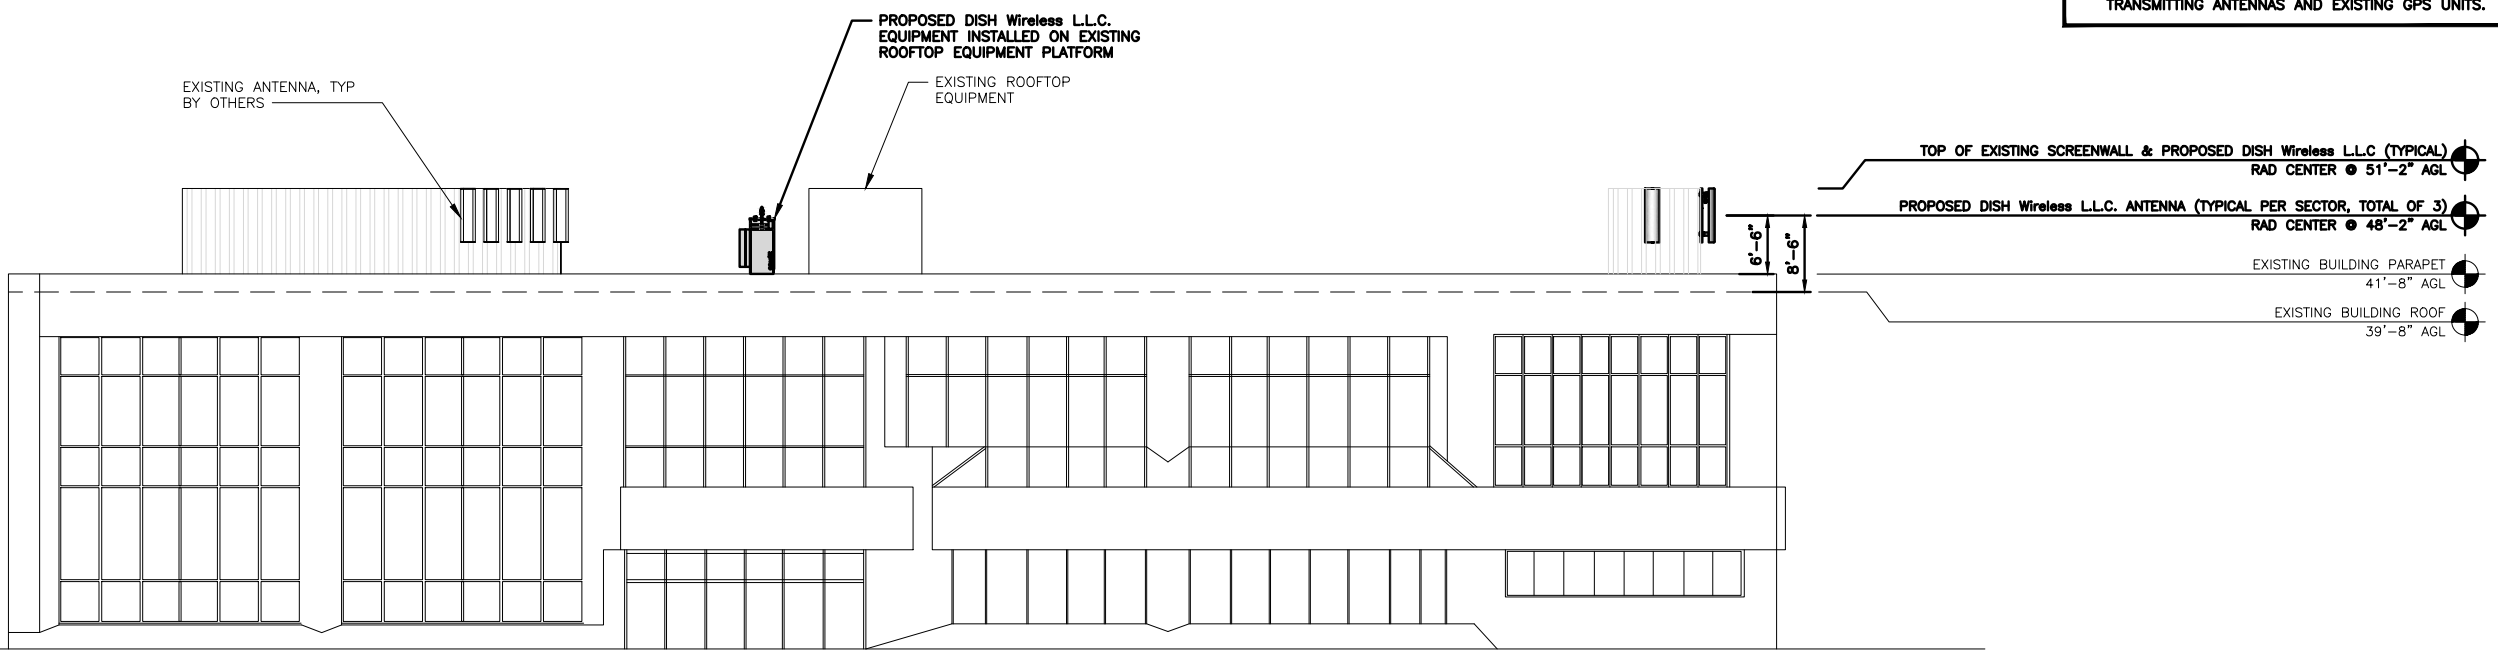 TRANSMITTING ANTENNAS AND EXISTING GPS UNITS.
PROPOSED DISH Wireless L.L.C.
EQUIPMENT INSTALLED ON EXISTING
ROOFTOP EQUIPMENT PLATFORM
EXISTING ROOFTOP
EQUIPMENT
EXISTING ANTENNA, TYP
BY OTHERS
TOP OF EXISTING SCREENWALL & PROPOSED DISH Wireless L.L.C (TYPICAL)
RAD CENTER @ 51'-2" AGL
PROPOSED DISH Wireless L.L.C. ANTENNA (TYPICAL PER SECTOR, TOTAL OF 3)
RAD CENTER @ 48'-2" AGL
6'-6"
8'-6"
EXISTING BUILDING PARAPET
41'-8" AGL
EXISTING BUILDING ROOF
39'-8" AGL